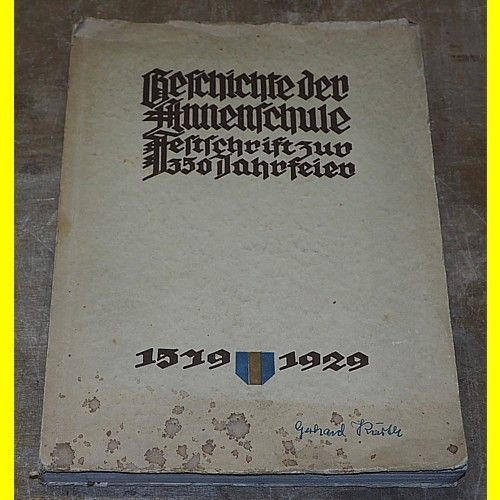 Geschichte der
Annenschule
Festschrift zur
350 Jahrfeier
1579 1929
Gerhard